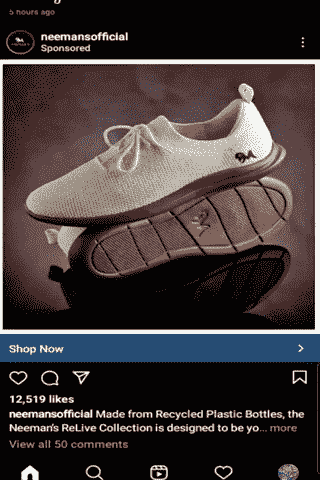 5 hours ago
neemansofficial
Sponsored
Shop Now
12,519 likes
neemansofficial Made from Recycled Plastic Bottles, the
Neeman's ReLive Collection is designed to be yo... more
View all 50 comments